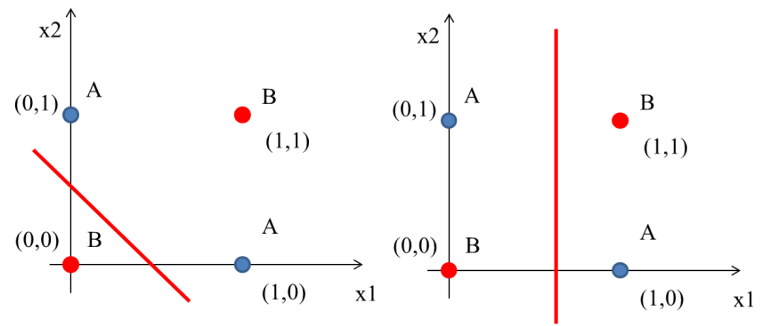 x2
A
(0,1)
B
(1,1)
(0,0)
B
A
(1,0)
x1
x2
A
(0,1)
B
(1,1)
(0,0)
B
A
(1,0)
x1